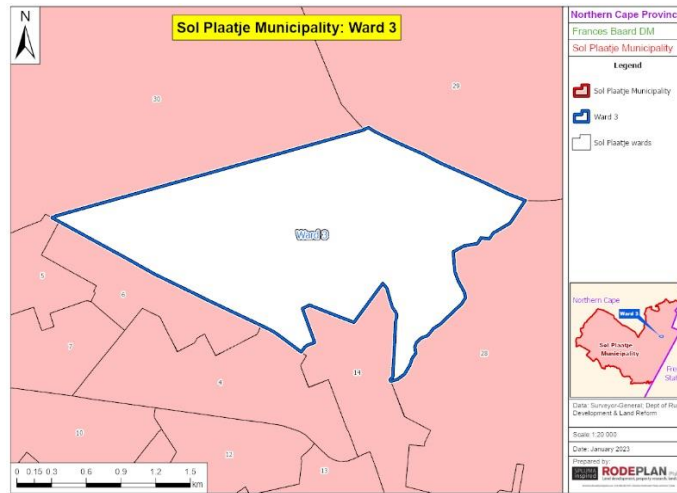 N
Sol Plaatje Municipality: Ward 3
30
28
Ward 3
5
6
7
4
14
28
10
12
13
0 0.15 0.3 0.6 0.9 1.2 1.5
km
Northern Cape Provinc
Frances Baard DM
Sol Plaatje Municipality
Legend
Sol Plaatje Municipality
Ward 3
Sol Plaatje wards
Northern Cape
Ward 3
Sol Plaatje
Municipality
Fre
Stat
Data: Surveyor-General; Dept of Ru
Development & Land Reform
Scale: 1:20 000
Date: January 2023
Prepared by:
RODEPLAN